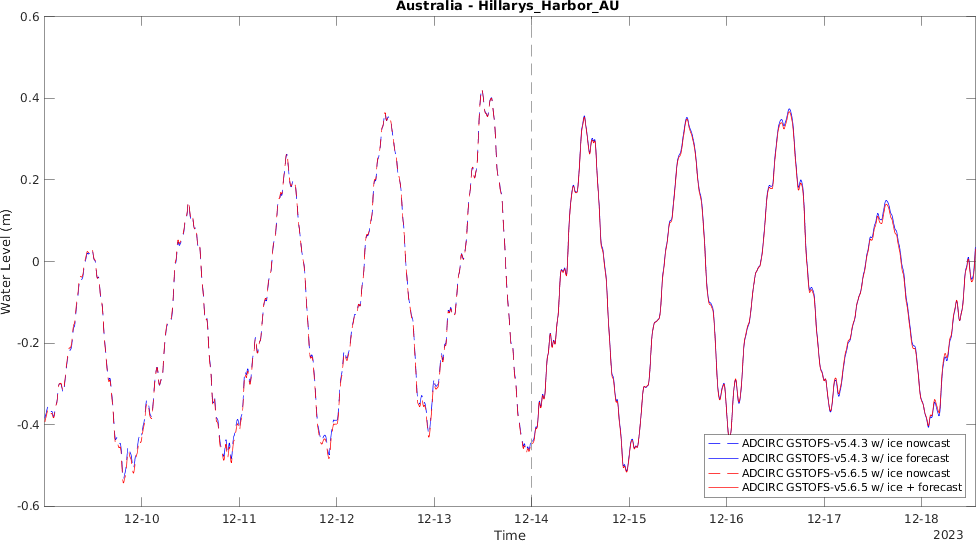 Australia - Hillarys_Harbor_AU
Water Level (m)
0.6
0.4
0.2
0
-0.2
-0.4
-0.6
ADCIRC GSTOFS-v5.4.3 w/ ice nowcast
ADCIRC GSTOFS-v5.4.3 w/ ice forecast
ADCIRC GSTOFS-v5.6.5 w/ ice nowcast
ADCIRC GSTOFS-v5.6.5 w/ ice + forecast
12-10 12-11 12-12 12-13 12-14 12-15 12-16 12-17 12-18
Time
2023